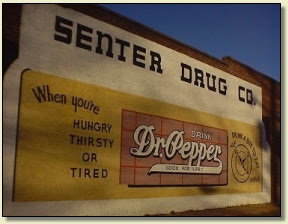 SENTER DRUG CO.
When you're
HUNGRY
THIRSTY
OR
TIRED
DRINK
Dr.Pepper
GOOD FOR LIFE!